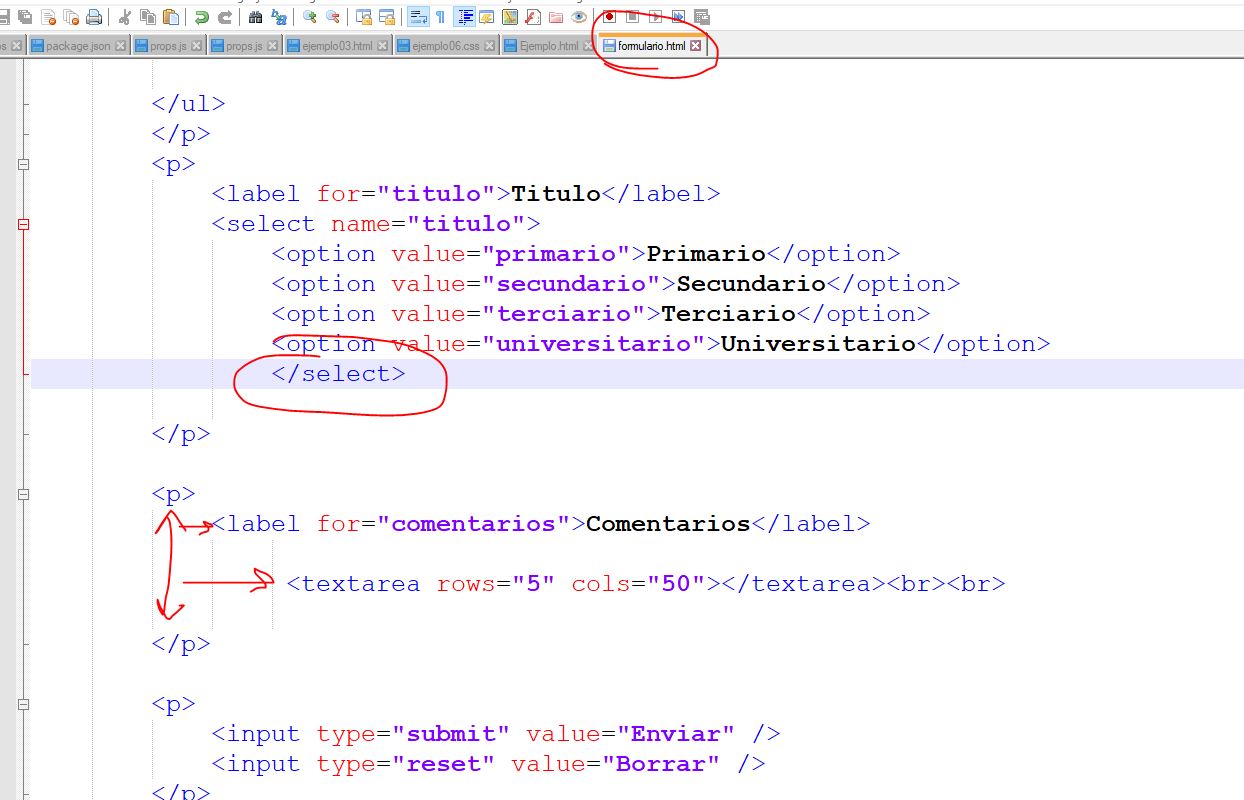 package.json props.js props.js ejemplo03.html ejemplo06.css Ejemplo.html formulario.html
</ul>
</p>
<p>
<label for="titulo">Titulo</label>
<select name="titulo">
<option value="primario">Primario</option>
<option value="secundario">Secundario</option>
<option value="terciario">Terciario</option>
<option value="universitario">Universitario</option>
</select>
</p>
<p>
<label for="comentarios">Comentarios</label>
<textarea rows="5" cols="50"></textarea><br><br>
</p>
<p>
<input type="submit" value="Enviar" />
<input type="reset" value="Borrar" />
</p>